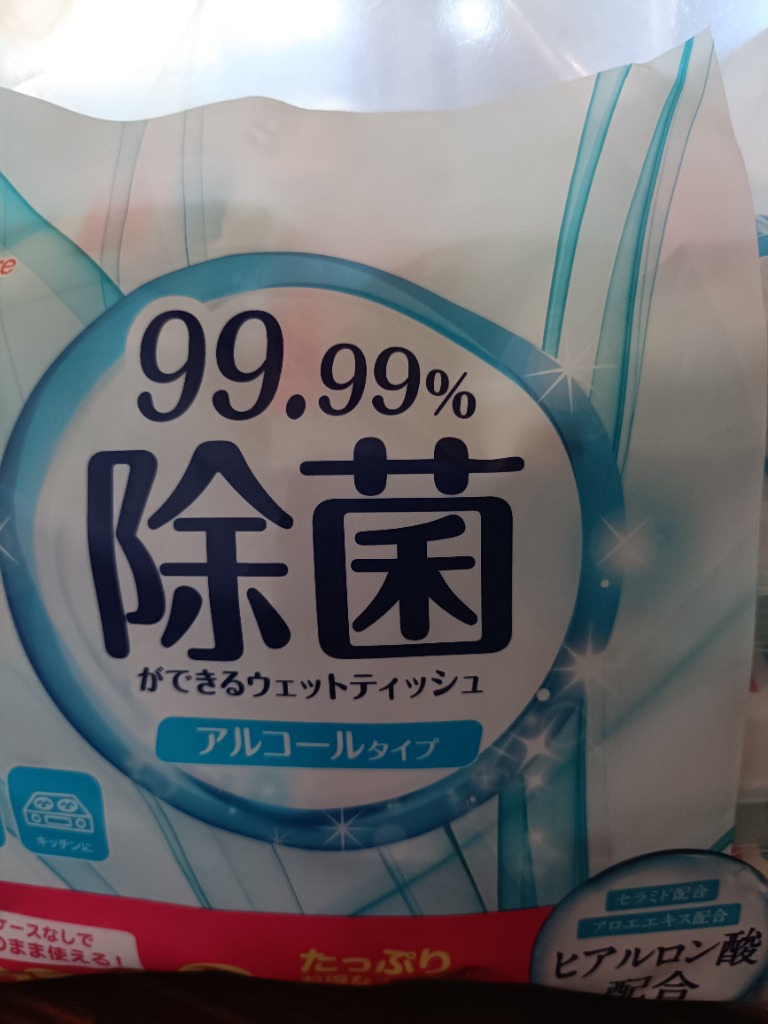 re
99.99%
除菌
ができるウェットティッシュ
アルコールタイプ
キッチンに
ケースなしで
のまま使える!
たっぷり
セラミド配合
アロエエキス配合
ヒアルロン酸
配合